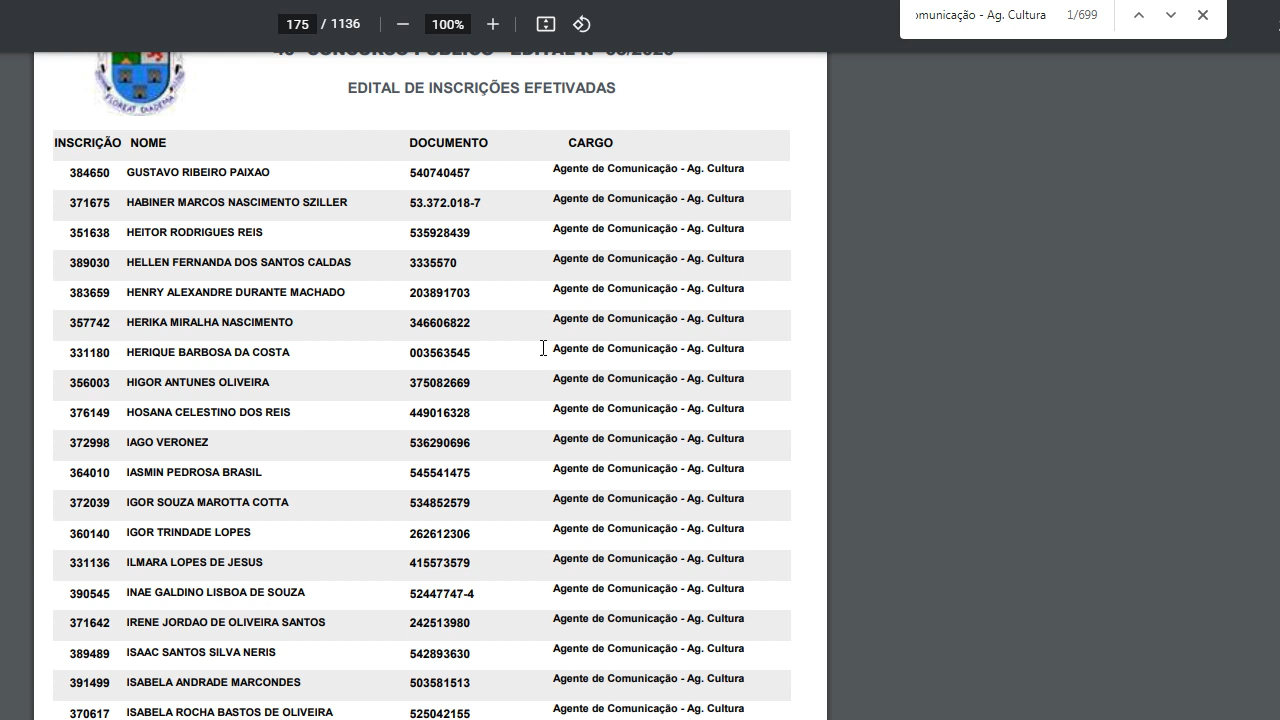 175 / 1136
100%
omunicação - Ag. Cultura 1/699
EDITAL DE INSCRIÇÕES EFETIVADAS
FLOREAT DIADEMA
INSCRIÇÃO NOME DOCUMENTO CARGO
384650 GUSTAVO RIBEIRO PAIXAO 540740457 Agente de Comunicação - Ag. Cultura
371675 HABINER MARCOS NASCIMENTO SZILLER 53.372.018-7 Agente de Comunicação - Ag. Cultura
351638 HEITOR RODRIGUES REIS 535928439 Agente de Comunicação - Ag. Cultura
389030 HELLEN FERNANDA DOS SANTOS CALDAS 3335570 Agente de Comunicação - Ag. Cultura
383659 HENRY ALEXANDRE DURANTE MACHADO 203891703 Agente de Comunicação - Ag. Cultura
357742 HERIKA MIRALHA NASCIMENTO 346606822 Agente de Comunicação - Ag. Cultura
331180 HERIQUE BARBOSA DA COSTA 003563545 Agente de Comunicação - Ag. Cultura
356003 HIGOR ANTUNES OLIVEIRA 375082669 Agente de Comunicação - Ag. Cultura
376149 HOSANA CELESTINO DOS REIS 449016328 Agente de Comunicação - Ag. Cultura
372998 IAGO VERONEZ 536290696 Agente de Comunicação - Ag. Cultura
364010 IASMIN PEDROSA BRASIL 545541475 Agente de Comunicação - Ag. Cultura
372039 IGOR SOUZA MAROTTA COTTA 534852579 Agente de Comunicação - Ag. Cultura
360140 IGOR TRINDADE LOPES 262612306 Agente de Comunicação - Ag. Cultura
331136 ILMARA LOPES DE JESUS 415573579 Agente de Comunicação - Ag. Cultura
390545 INAE GALDINO LISBOA DE SOUZA 52447747-4 Agente de Comunicação - Ag. Cultura
371642 IRENE JORDAO DE OLIVEIRA SANTOS 242513980 Agente de Comunicação - Ag. Cultura
389489 ISAAC SANTOS SILVA NERIS 542893630 Agente de Comunicação - Ag. Cultura
391499 ISABELA ANDRADE MARCONDES 503581513 Agente de Comunicação - Ag. Cultura
370617 ISABELA ROCHA BASTOS DE OLIVEIRA 525042155 Agente de Comunicação - Ag. Cultura